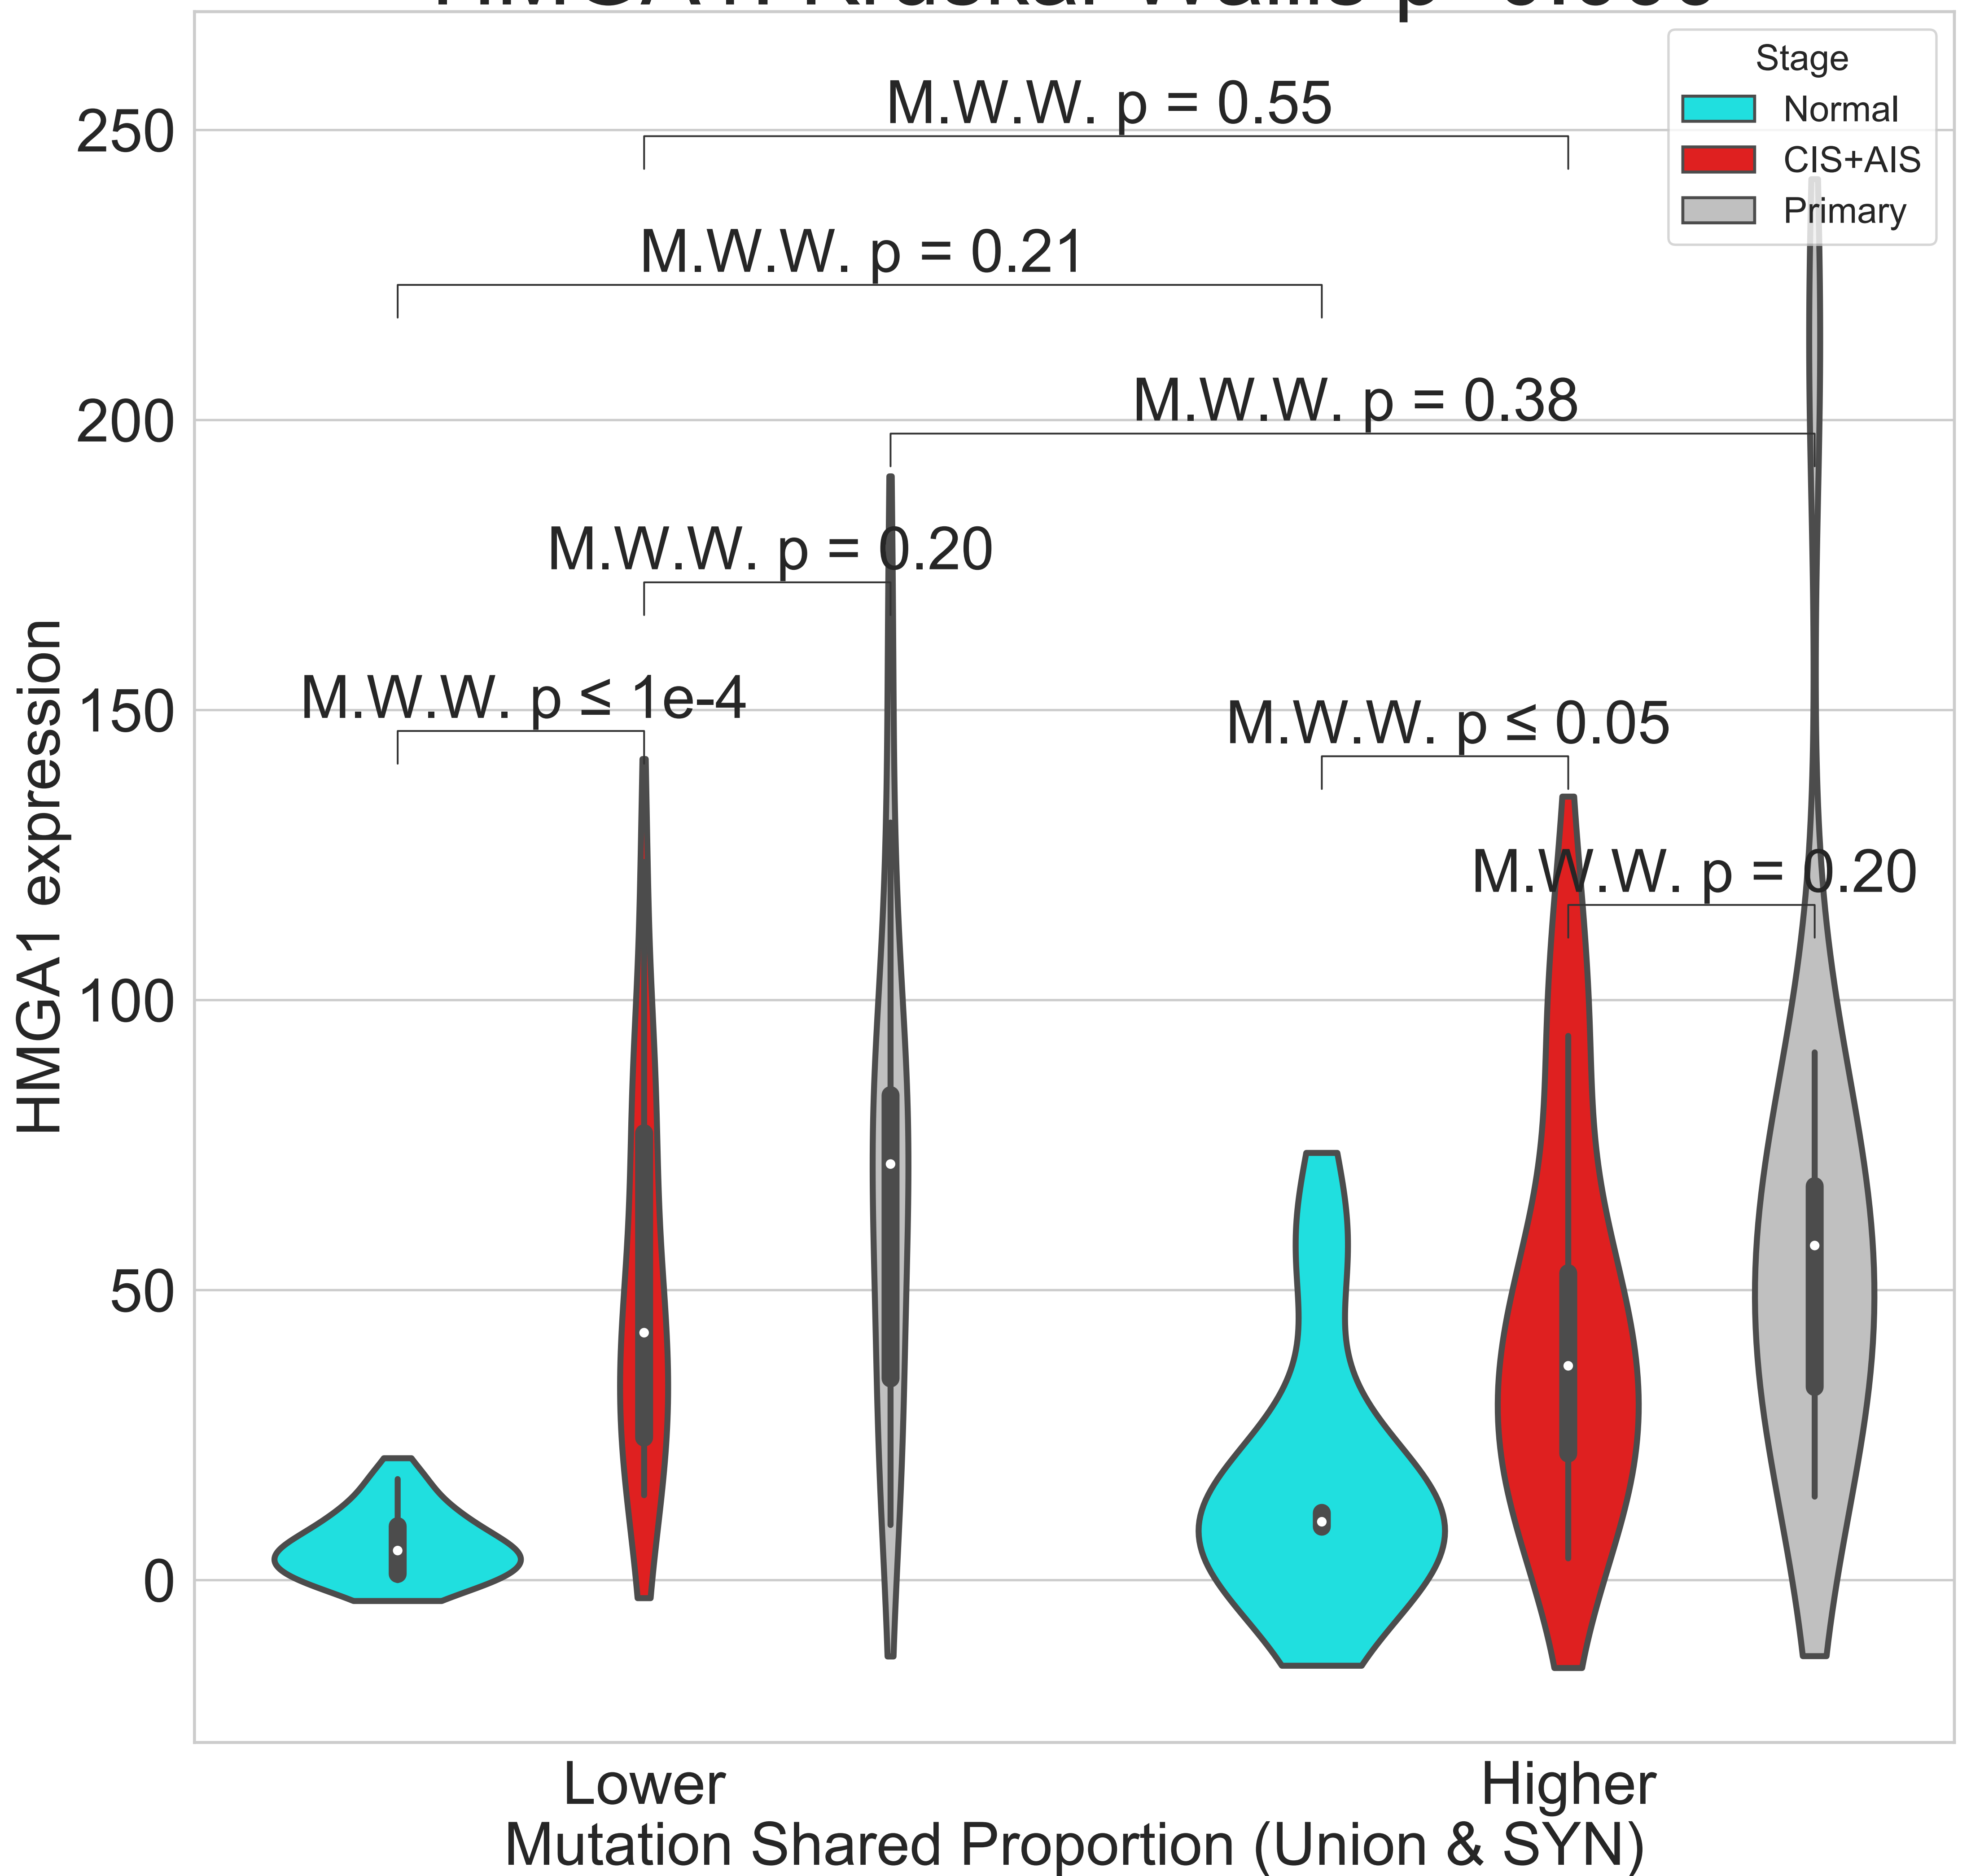 Stage
Normal
CIS+AIS
Primary
M.W.W. p = 0.55
M.W.W. p = 0.21
M.W.W. p = 0.38
M.W.W. p = 0.20
M.W.W. p ≤ 1e-4
M.W.W. p ≤ 0.05
M.W.W. p = 0.20
250
200
150
100
50
0
HMGA1 expression
Lower
Higher
Mutation Shared Proportion (Union & SYN)